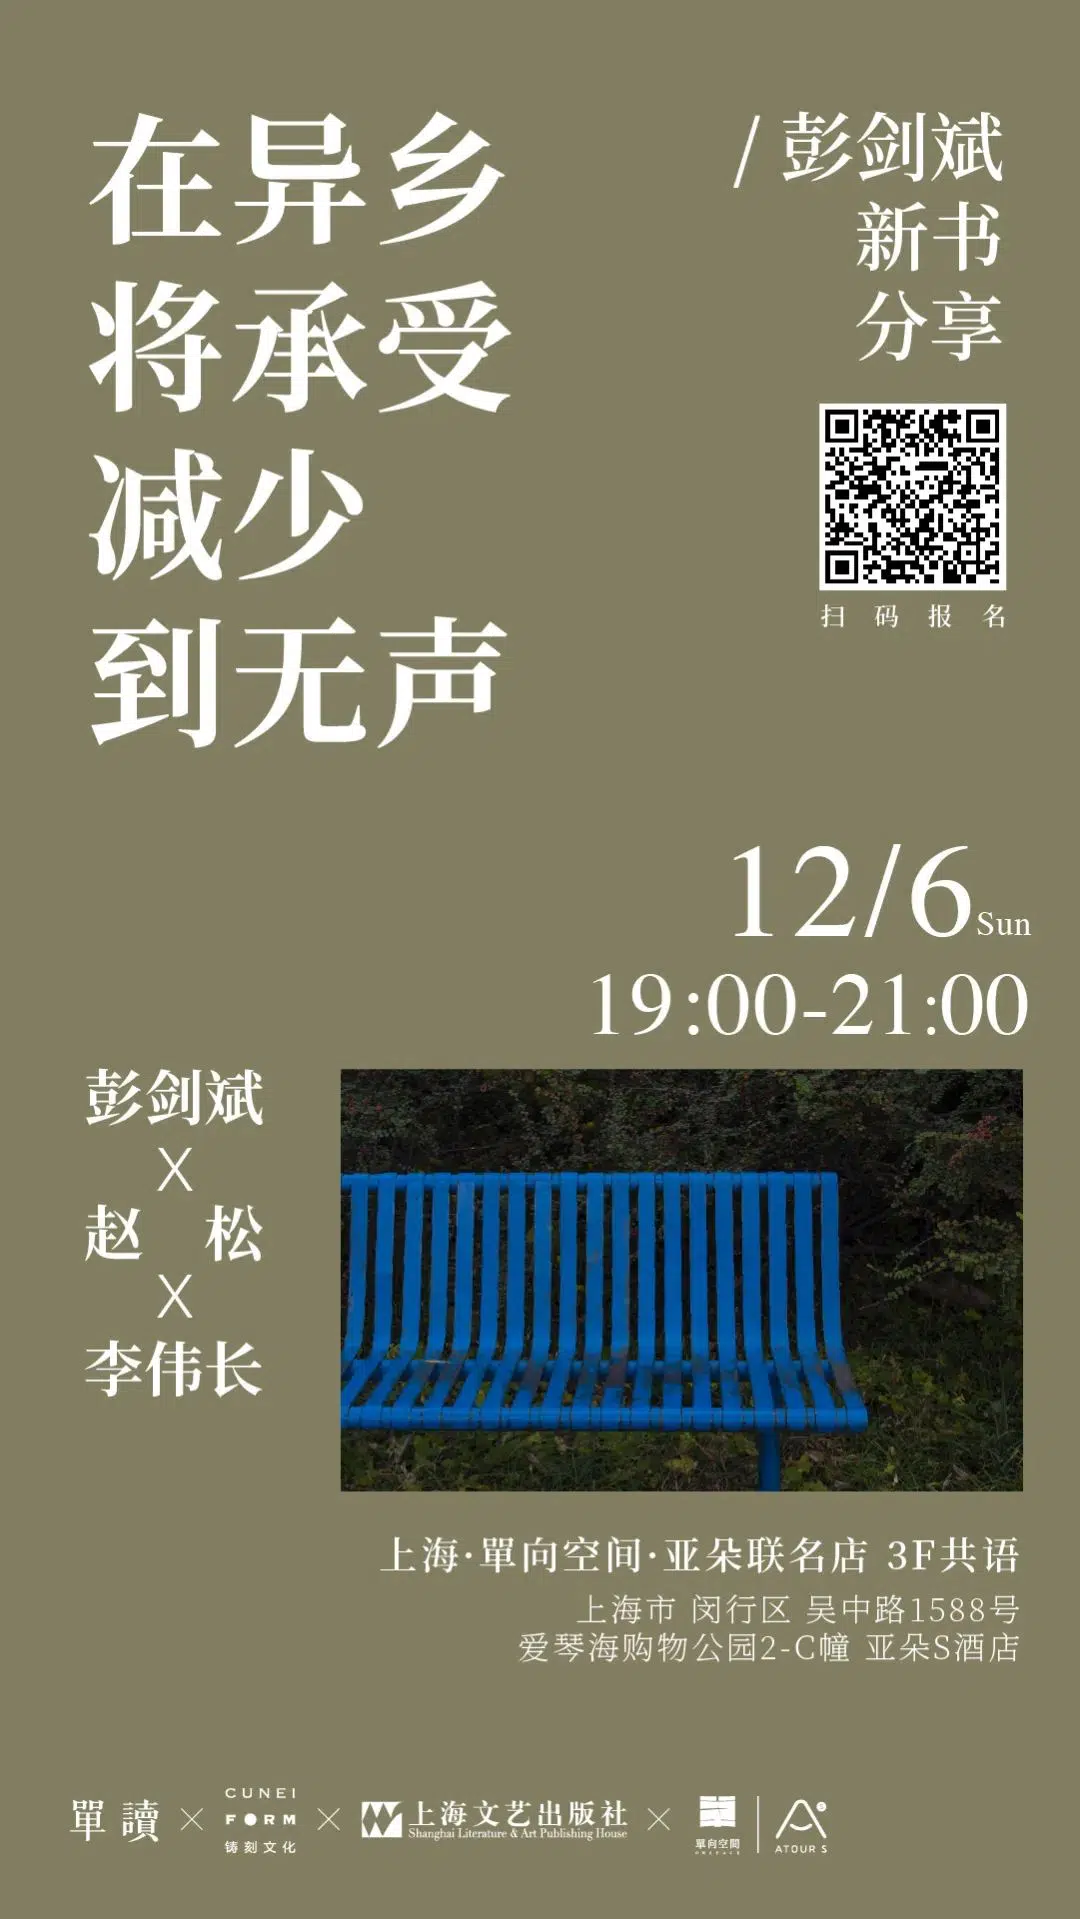 在异乡
将承受
减少
到无声
/彭剑斌
新书
分享
扫码报名
12/6 Sun
19:00-21:00
彭剑斌
X
赵 松
X
李伟长
上海·單向空间·亚朵联名店 3F共语
上海市 闵行区 吴中路1588号
爱琴海购物公园2-C幢 亚朵S酒店
單讀
CUNEI
FORM
铸刻文化
上海文艺出版社
Shanghai Literature & Art Publishing House
單向空間
OWSPACE
ATOUR S